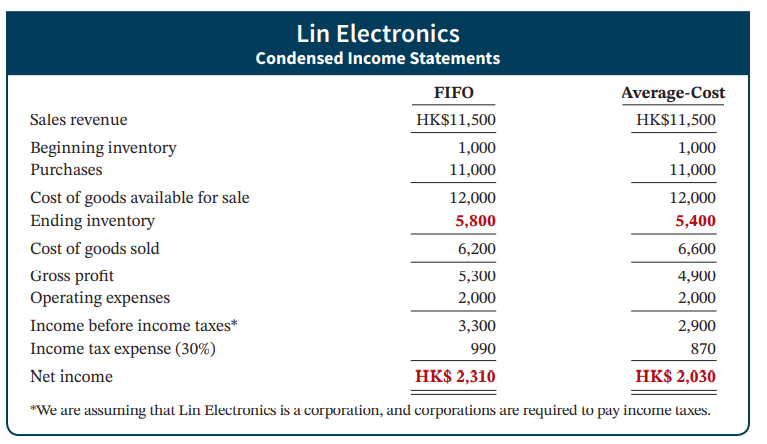 Lin Electronics
Condensed Income Statements
FIFO Average-Cost
Sales revenue HK$11,500 HK$11,500
Beginning inventory 1,000 1,000
Purchases 11,000 11,000
Cost of goods available for sale 12,000 12,000
Ending inventory 5,800 5,400
Cost of goods sold 6,200 6,600
Gross profit 5,300 4,900
Operating expenses 2,000 2,000
Income before income taxes* 3,300 2,900
Income tax expense (30%) 990 870
Net income HK$ 2,310 HK$ 2,030
*We are assuming that Lin Electronics is a corporation, and corporations are required to pay income taxes.